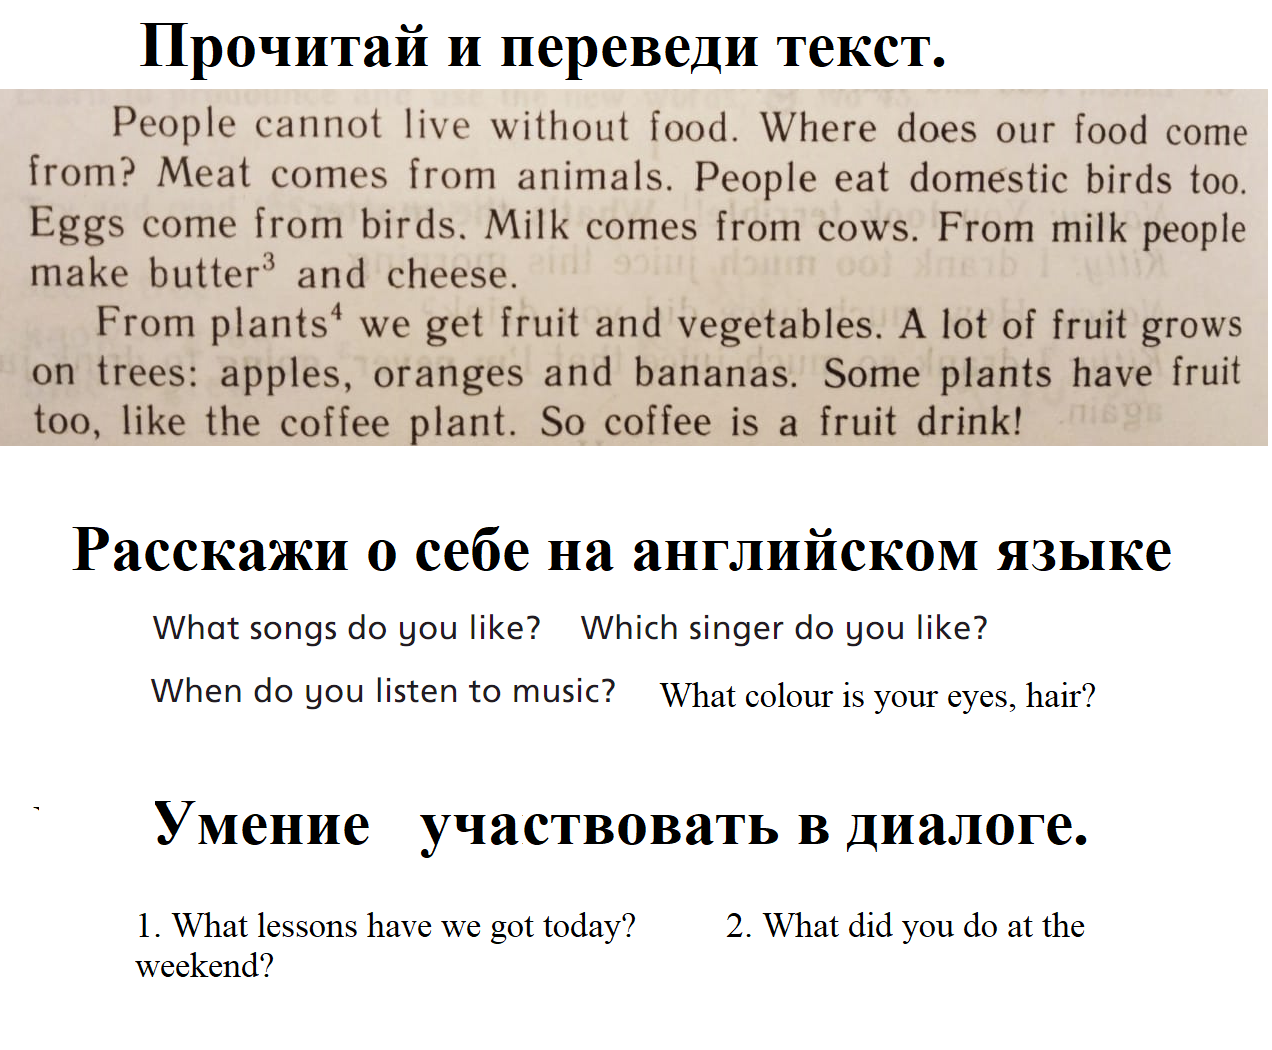 Прочитай и переведи текст.
People cannot live without food. Where does our food come
from? Meat comes from animals. People eat domestic birds too.
Eggs come from birds. Milk comes from cows. From milk people
make butter³ and cheese.
From plants⁴ we get fruit and vegetables. A lot of fruit grows
on trees: apples, oranges and bananas. Some plants have fruit
too, like the coffee plant. So coffee is a fruit drink!
Расскажи о себе на английском языке
What songs do you like? Which singer do you like?
When do you listen to music? What colour is your eyes, hair?
Умение участвовать в диалоге.
1. What lessons have we got today? 2. What did you do at the
weekend?